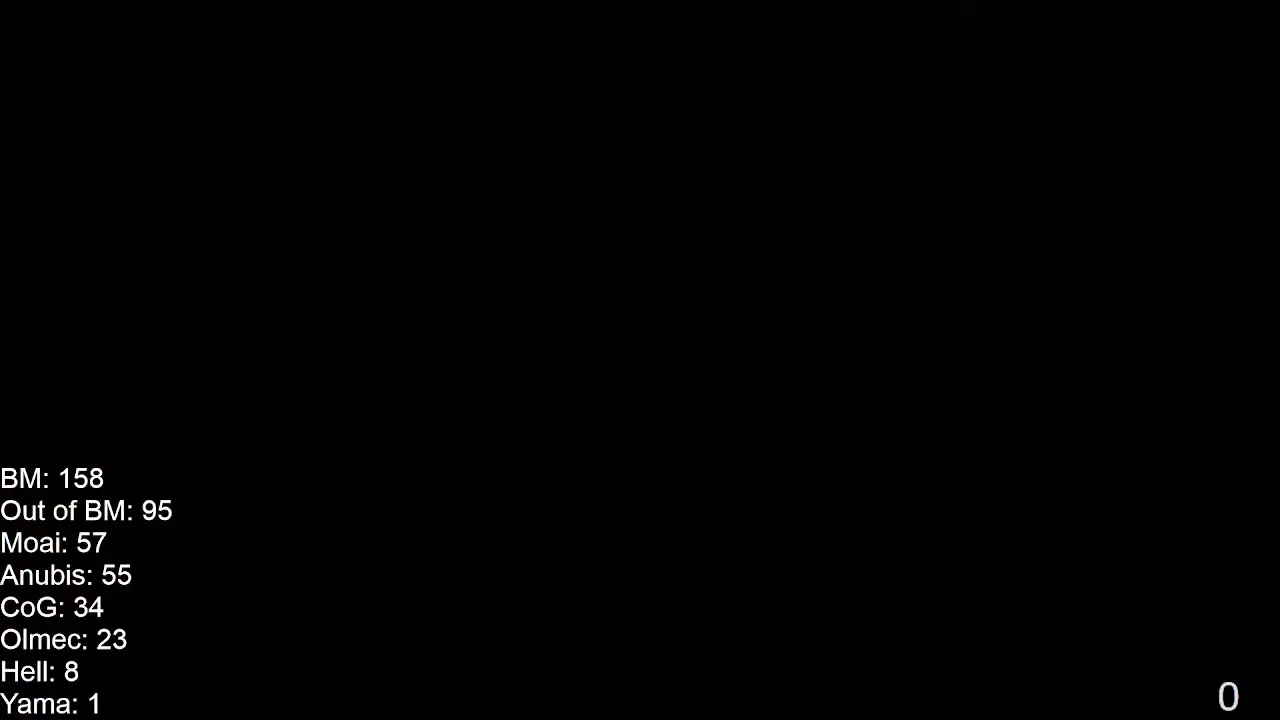 BM: 158
Out of BM: 95
Moai: 57
Anubis: 55
CoG: 34
Olmec: 23
Hell: 8
Yama: 1
0